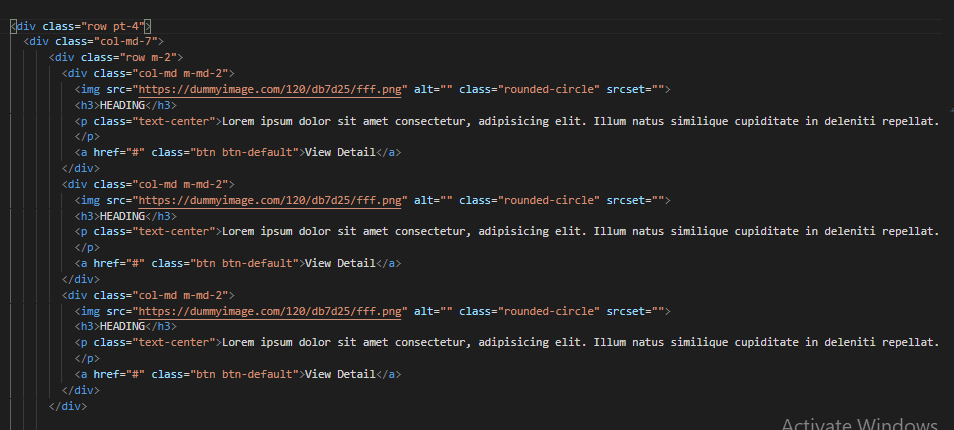 <div class="row pt-4">
<div class="col-md-7">
<div class="row m-2">
<div class="col-md m-md-2">
<img src="https://dummyimage.com/120/db7d25/fff.png" alt="" class="rounded-circle" srcset="">
<h3>HEADING</h3>
<p class="text-center">Lorem ipsum dolor sit amet consectetur, adipisicing elit. Illum natus similique cupiditate in deleniti repellat.
</p>
<a href="#" class="btn btn-default">View Detail</a>
</div>
<div class="col-md m-md-2">
<img src="https://dummyimage.com/120/db7d25/fff.png" alt="" class="rounded-circle" srcset="">
<h3>HEADING</h3>
<p class="text-center">Lorem ipsum dolor sit amet consectetur, adipisicing elit. Illum natus similique cupiditate in deleniti repellat.
</p>
<a href="#" class="btn btn-default">View Detail</a>
</div>
<div class="col-md m-md-2">
<img src="https://dummyimage.com/120/db7d25/fff.png" alt="" class="rounded-circle" srcset="">
<h3>HEADING</h3>
<p class="text-center">Lorem ipsum dolor sit amet consectetur, adipisicing elit. Illum natus similique cupiditate in deleniti repellat.
</p>
<a href="#" class="btn btn-default">View Detail</a>
</div>
</div>
Activate Windows